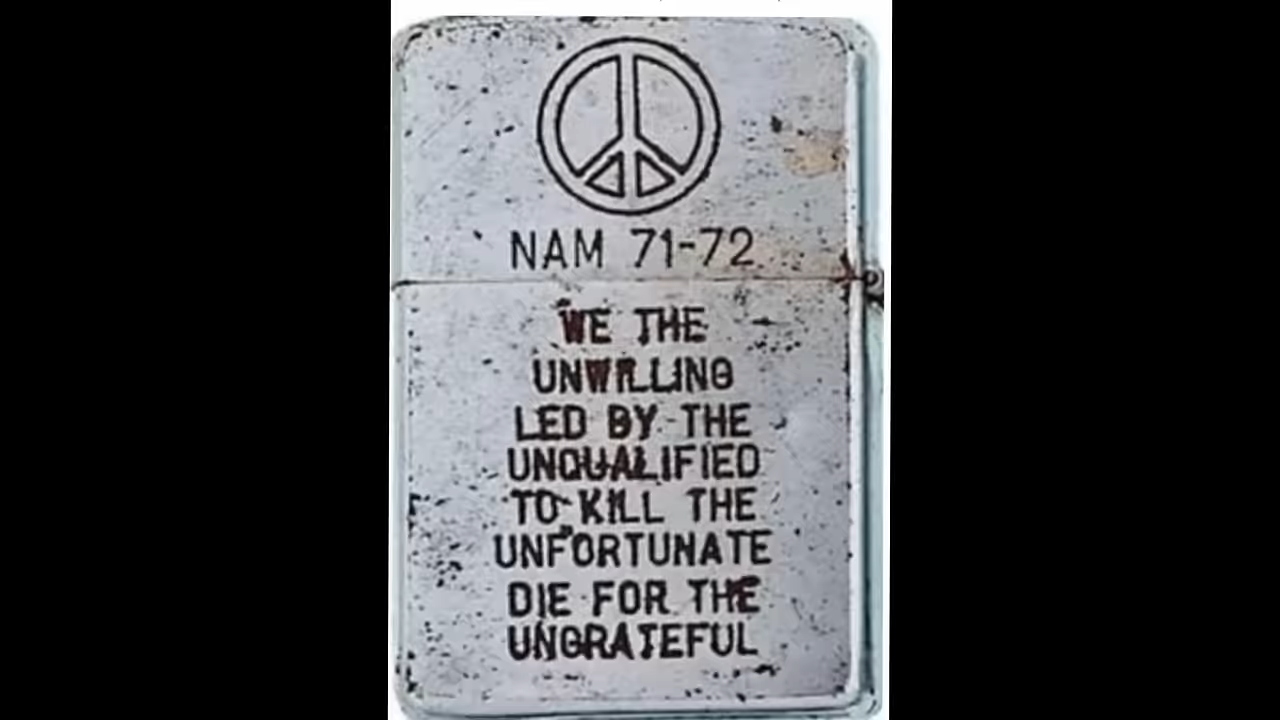 NAM 71-72
WE THE
UNWILLING
LED BY THE
UNQUALIFIED
TO KILL THE
UNFORTUNATE
DIE FOR THE
UNGRATEFUL